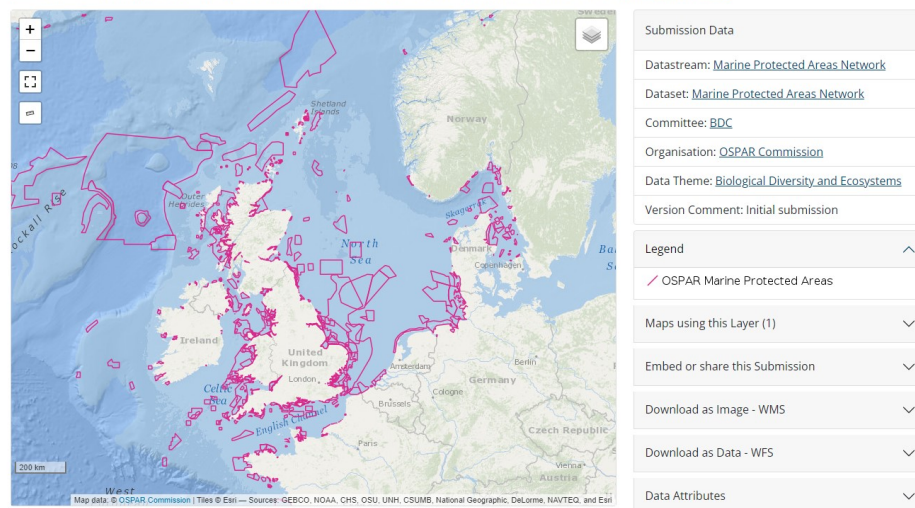 Sweden
+
−
Shetland
Islands
Norway
Outer
Hebrides
Rockall Rise
Skagerrak
North
Sea
Denmark
Copenhagen
Ireland
United
Kingdom
London
Amsterdam
Berlin
Germany
Celtic
Sea
Brussels
Cologne
English Channel
Czech Republic
Paris
Vienna
Austria
200 km
West
Map data: © OSPAR Commission | Tiles © Esri — Sources: GEBCO, NOAA, CHS, OSU, UNH, CSUMB, National Geographic, DeLorme, NAVTEQ, and Esri
Submission Data
Datastream: Marine Protected Areas Network
Dataset: Marine Protected Areas Network
Committee: BDC
Organisation: OSPAR Commission
Data Theme: Biological Diversity and Ecosystems
Version Comment: Initial submission
Legend
OSPAR Marine Protected Areas
Maps using this Layer (1)
Embed or share this Submission
Download as Image - WMS
Download as Data - WFS
Data Attributes